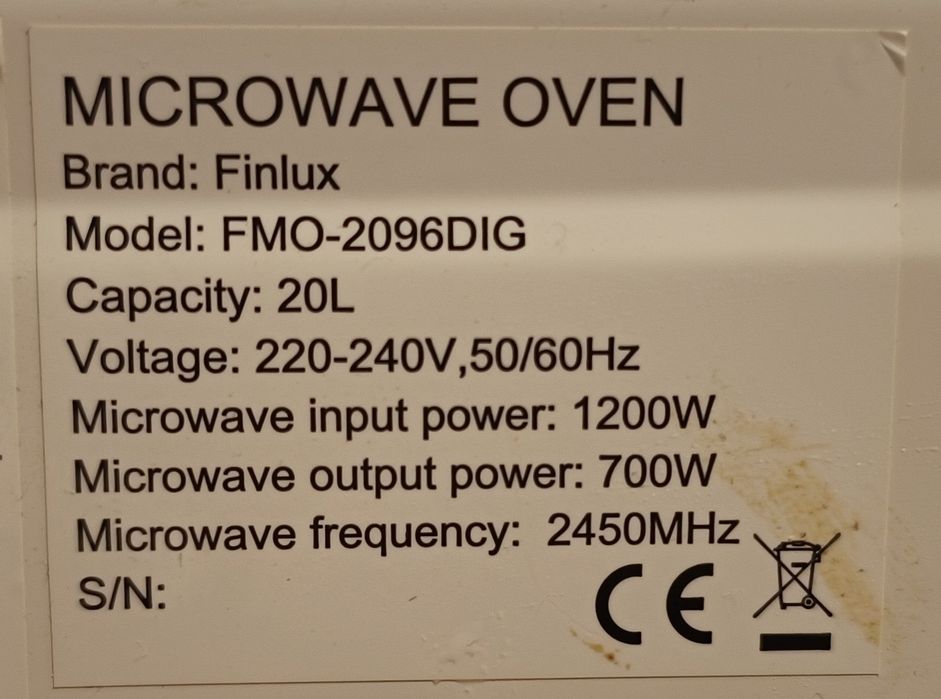 MICROWAVE OVEN
Brand: Finlux
Model: FMO-2096DIG
Capacity: 20L
Voltage: 220-240V,50/60Hz
Microwave input power: 1200W
Microwave output power: 700W
Microwave frequency: 2450MHz
S/N:
CE